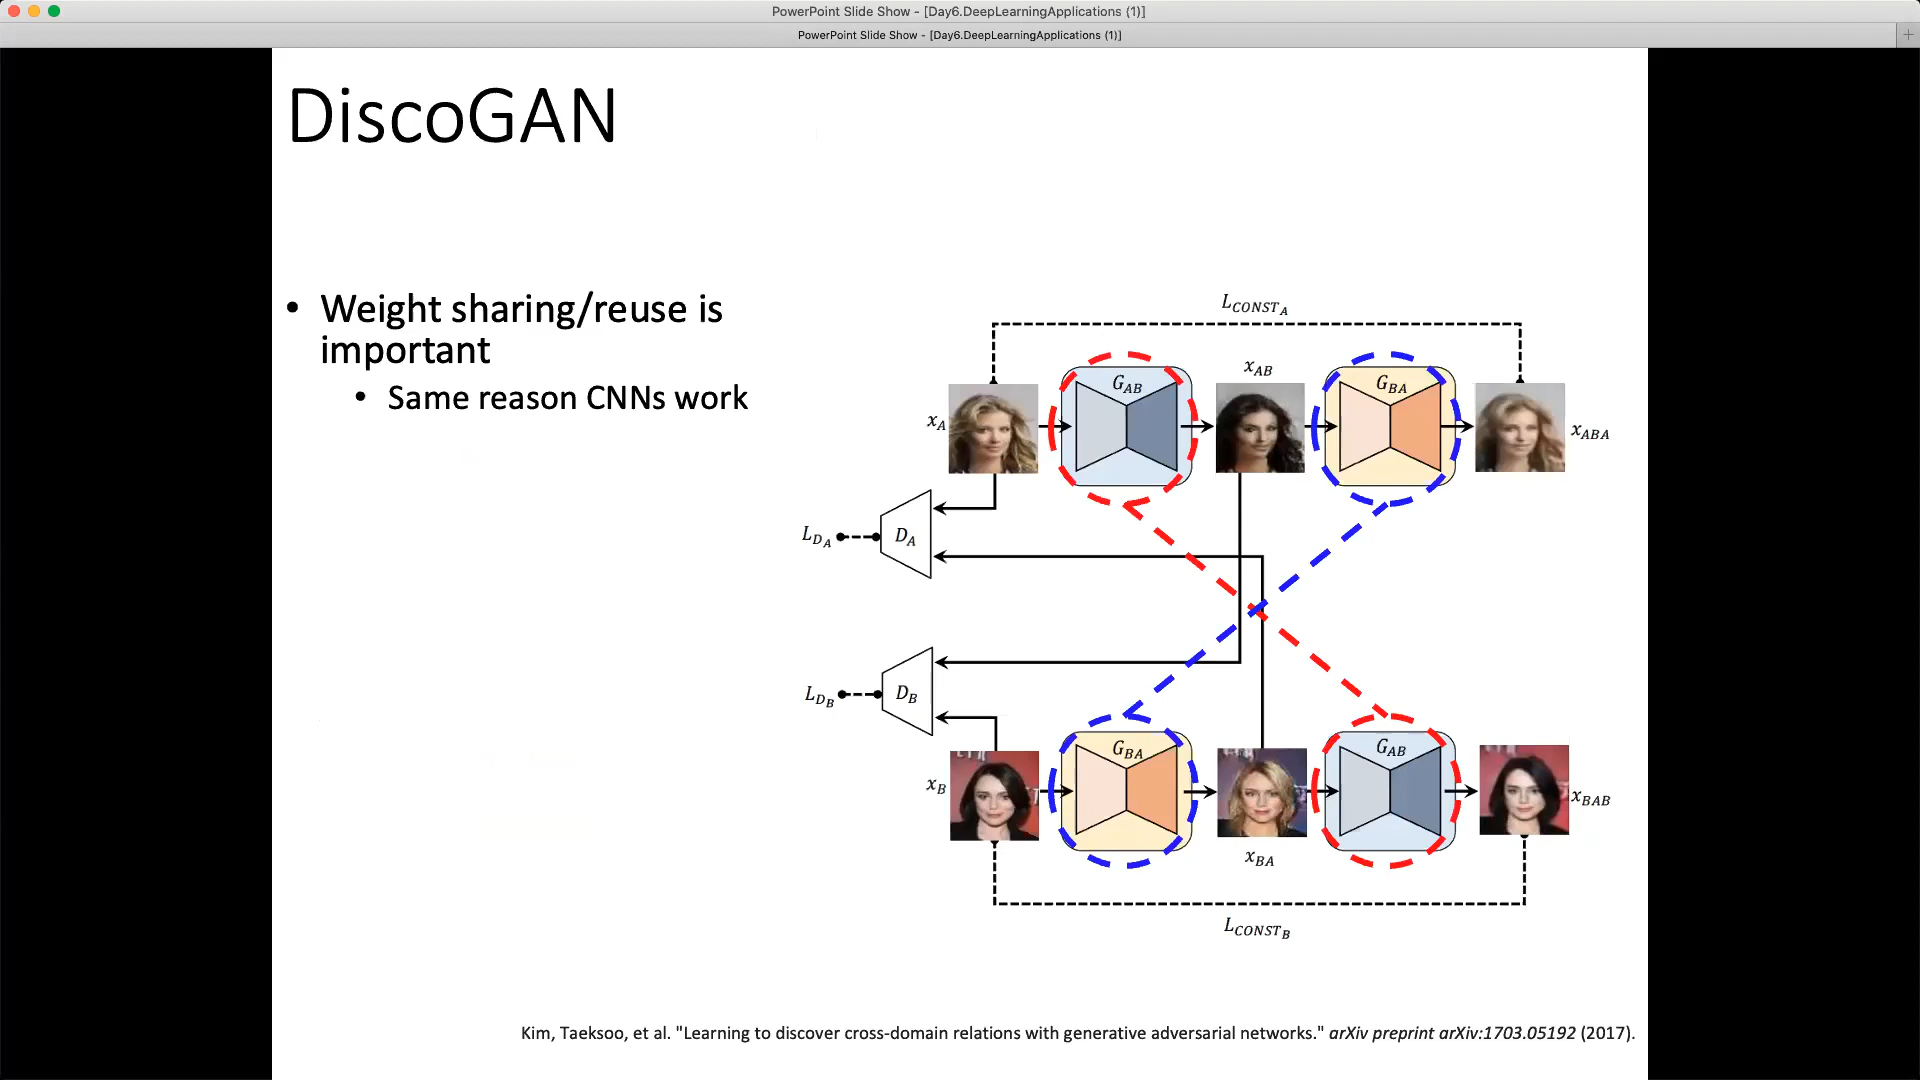 PowerPoint Slide Show - [Day6.DeepLearningApplications (1)]
PowerPoint Slide Show - [Day6.DeepLearningApplications (1)]
DiscoGAN
• Weight sharing/reuse is
important
• Same reason CNNs work
L_CONST_A
x_A
G_AB
x_AB
G_BA
x_ABA
L_D_A
D_A
L_D_B
D_B
x_B
G_BA
x_BA
G_AB
x_BAB
L_CONST_B
Kim, Taeksoo, et al. "Learning to discover cross-domain relations with generative adversarial networks." arXiv preprint arXiv:1703.05192 (2017).